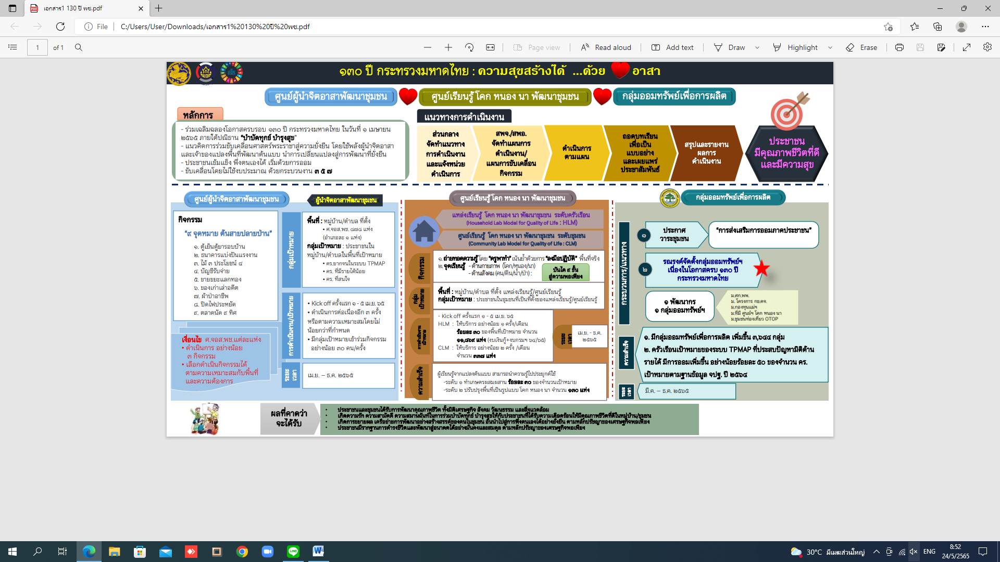 เอกสาร1 130 ปี พช.pdf
File
C:/Users/User/Downloads/เอกสาร1%20130%20ปี%20พช.pdf
1
of 1
Page view
Read aloud
Add text
Draw
Highlight
Erase
๑๓๐ ปี กระทรวงมหาดไทย : ความสุขสร้างได้ ...ด้วย อาสา
ศูนย์ผู้นำจิตอาสาพัฒนาชุมชน
ศูนย์เรียนรู้ โคก หนอง นา พัฒนาชุมชน
กลุ่มออมทรัพย์เพื่อการผลิต
หลักการ
- ร่วมเฉลิมฉลองโอกาสครบรอบ ๑๓๐ ปี กระทรวงมหาดไทย ในวันที่ ๑ เมษายน
๒๕๖๕ ภายใต้ปณิธาน “บำบัดทุกข์ บำรุงสุข”
- แนวคิดการร่วมขับเคลื่อนศาสตร์พระราชาสู่ความยั่งยืน โดยใช้พลังผู้นำจิตอาสา
และเจ้าของแปลงพื้นที่พัฒนาต้นแบบ นำการเปลี่ยนแปลงสู่การพัฒนาที่ยั่งยืน
- ประชาชนเข้มแข็ง พึ่งตนเองได้ เริ่มด้วยการออม
- ขับเคลื่อนโดยไม่ใช้งบประมาณ ด้วยกระบวนงาน ๓ ๕ ๗
แนวทางการดำเนินงาน
ส่วนกลาง
จัดทำแนวทาง
การดำเนินงาน
และแจ้งหน่วย
ดำเนินการ
สพจ./สพอ.
จัดทำแผนการ
ดำเนินงาน/
แผนการขับเคลื่อน
กิจกรรม
ดำเนินการ
ตามแผน
ถอดบทเรียน
เพื่อเป็น
แบบอย่าง
และเผยแพร่
ประชาสัมพันธ์
สรุปและรายงาน
ผลการ
ดำเนินงาน
ประชาชน
มีคุณภาพชีวิตที่ดี
และมีความสุข
ศูนย์ผู้นำจิตอาสาพัฒนาชุมชน
ผู้นำจิตอาสาพัฒนาชุมชน
กิจกรรม
“๙ จุดหมาย ต้นสายปลายป่าน”
๑. ตู้เย็นตู้ยารอบบ้าน
๒. ธนาคารแบ่งปันแรงงาน
๓. ไม้ ๓ ประโยชน์ ๔
๔. บัญชีรับจ่าย
๕. ขายขยะแลกทอง
๖. ของเก่าเล่าอดีต
๗. ผ้าป่าอาชีพ
๘. ปิดไฟประหยัด
๙. ตลาดนัด ๙ ทิศ
เงื่อนไข ศ.จอส.พช.แต่ละแห่ง
• ดำเนินการ อย่างน้อย
๓ กิจกรรม
• เลือกดำเนินกิจกรรมได้
ตามความเหมาะสมกับพื้นที่
และความต้องการ
กลุ่มเป้าหมาย
พื้นที่ : หมู่บ้าน/ตำบล ที่ตั้ง
• ศ.จอส.พช. ๘๗๘ แห่ง
(อำเภอละ ๑ แห่ง)
กลุ่มเป้าหมาย : ประชาชนใน
หมู่บ้าน/ตำบลในพื้นที่เป้าหมาย
• คร.ยากจนในระบบ TPMAP
• คร. ที่มีรายได้น้อย
• คร. ที่สนใจ
การดำเนินงาน/เป้าหมาย
• Kick off ครั้งแรก ๑ - ๕ เม.ย. ๖๕
• ดำเนินการต่อเนื่องอีก ๓ ครั้ง
หรือตามความเหมาะสมโดยไม่
น้อยกว่าที่กำหนด
• มีกลุ่มเป้าหมายเข้าร่วมกิจกรรม
อย่างน้อย ๓๐ คน/ครั้ง
ระยะ
เวลา
เม.ย. – ธ.ค. ๒๕๖๕
ศูนย์เรียนรู้ โคก หนอง นา พัฒนาชุมชน
แหล่งเรียนรู้ โคก หนอง นา พัฒนาชุมชน ระดับครัวเรือน
(Household Lab Model for Quality of Life : HLM)
ศูนย์เรียนรู้ โคก หนอง นา พัฒนาชุมชน ระดับชุมชน
(Community Lab Model for Quality of Life : CLM)
กิจกรรม
๑. ถ่ายทอดความรู้ โดย “ครูพาทำ” เน้นย้ำด้วยการ “ลงมือปฏิบัติ” พื้นที่จริง
๒. จุดเรียนรู้ - ด้านกายภาพ (โคก/หนอง/นา)
- ด้านสังคม (คน/ดิน/น้ำ/ป่า) :
บันได ๙ ขั้น
สู่ความพอเพียง
กลุ่ม
เป้าหมาย
พื้นที่ : หมู่บ้าน/ตำบล ที่ตั้ง แหล่งเรียนรู้/ศูนย์เรียนรู้
กลุ่มเป้าหมาย : ประชาชนในชุมชนที่เป็นที่ตั้งของแหล่งเรียนรู้/ศูนย์เรียนรู้
การดำเนินงาน
เป้าหมาย
- Kick off ครั้งแรก ๑ - ๕ เม.ย. ๖๕
HLM : ให้บริการ อย่างน้อย ๑ ครั้ง/เดือน
ร้อยละ ๓๐ ของพื้นที่เป้าหมาย จำนวน
๑๑,๘๖๙ แห่ง (งบเงินกู้+งบกรมฯ ๖๔/๖๕)
CLM : ให้บริการ อย่างน้อย ๒ ครั้ง /เดือน
จำนวน ๓๓๗ แห่ง
ระยะ
เวลา
เม.ย. - ธ.ค.
๒๕๖๕
ความสำเร็จ
ผู้เรียนรู้จากแปลงต้นแบบ สามารถนำความรู้ไปประยุกต์ใช้
-ระดับ ๑ ทำเกษตรผสมผสาน ร้อยละ ๓๐ ของจำนวนเป้าหมาย
-ระดับ ๒ ปรับปรุงพื้นที่เป็นรูปแบบ โคก หนอง นา จำนวน ๑๓๐ แห่ง
กลุ่มออมทรัพย์เพื่อการผลิต
กระบวนการ/แนวทาง
๑
ประกาศ
วาระชุมชน
“การส่งเสริมการออมภาคประชาชน”
๒
รณรงค์จัดตั้งกลุ่มออมทรัพย์ฯ
เนื่องในโอกาสครบ ๑๓๐ ปี
กระทรวงมหาดไทย
๑ พัฒนากร
๑ กลุ่มออมทรัพย์ฯ
ม.ศก.พพ.
ม. โครงการ กข.คจ.
ม.กองทุนแม่ฯ
ม.ที่มี ศูนย์ฯ โคก หนอง นา
ม.ชุมชนท่องเที่ยว OTOP
ความสำเร็จ
๑. มีกลุ่มออมทรัพย์เพื่อการผลิต เพิ่มขึ้น ๓,๖๔๔ กลุ่ม
๒. ครัวเรือนเป้าหมายของระบบ TPMAP ที่ประสบปัญหามิติด้าน
รายได้ มีการออมเพิ่มขึ้น อย่างน้อยร้อยละ ๕๐ ของจำนวน คร.
เป้าหมายตามฐานข้อมูล จปฐ. ปี ๒๕๖๔
ระยะ
เวลา
มี.ค. – ธ.ค. ๒๕๖๕
ผลที่คาดว่า
จะได้รับ
• ประชาชนและชุมชนได้รับการพัฒนาคุณภาพชีวิต ทั้งมิติเศรษฐกิจ สังคม วัฒนธรรม และสิ่งแวดล้อม
• เกิดความรัก ความสามัคคี ความสมานฉันท์ในการร่วมบำบัดทุกข์ บำรุงสุขให้กับประชาชนที่ได้รับความเดือดร้อนให้มีคุณภาพชีวิตที่ดีในหมู่บ้าน/ชุมชน
• เกิดการขยายผล เครือข่ายการพัฒนาอย่างสร้างสรรค์ของคนในชุมชน อันนำไปสู่การพึ่งตนเองได้อย่างยั่งยืน ตามหลักปรัชญาของเศรษฐกิจพอเพียง
• ประชาชนมีรากฐานการดำรงชีวิตและพัฒนาสู่อนาคตได้อย่างมั่นคงและสมดุล ตามหลักปรัชญาของเศรษฐกิจพอเพียง
30°C มีเมฆส่วนใหญ่
ENG
8:52
24/5/2565